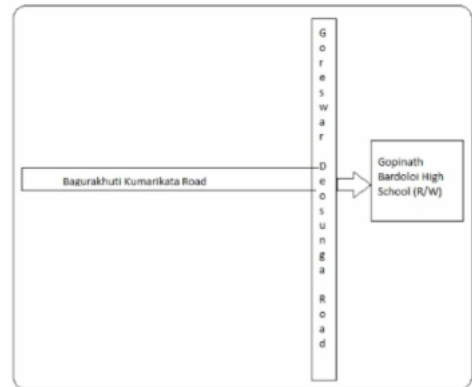 Goreswar Deosunga Road
Bagurakhuti Kumarikata Road
Gopinath
Bardoloi High
School (R/W)